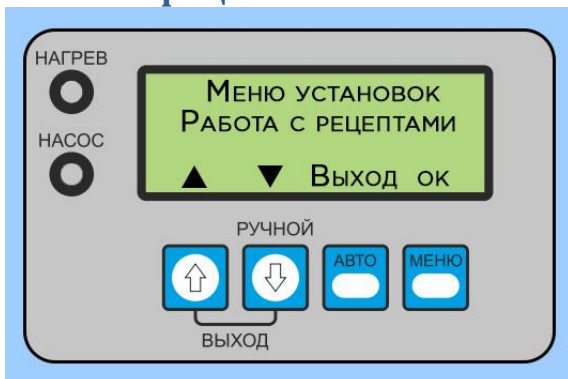 НАГРЕВ
НАСОС
Меню установок
Работа с рецептами
▲ ▼ Выход ок
РУЧНОЙ
АВТО МЕНЮ
ВЫХОД